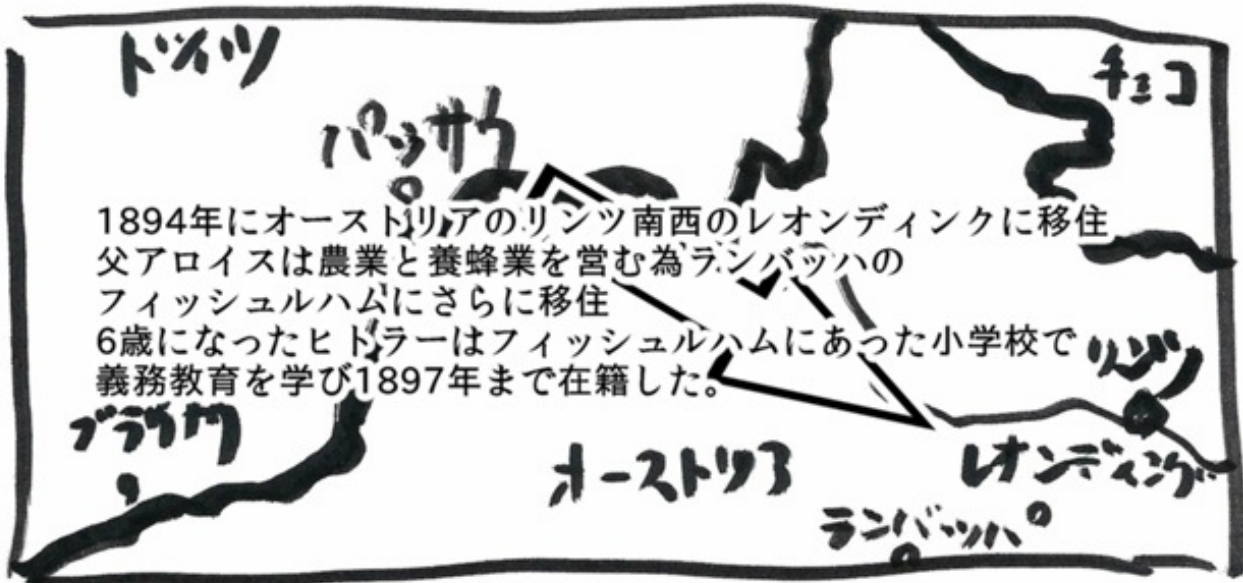 ドイツ
チェコ
パッサウ
1894年にオーストリアのリンツ南西のレオンディンクに移住
父アロイスは農業と養蜂業を営む為ランバッハの
フィッシュルハムにさらに移住
6歳になったヒトラーはフィッシュルハムにあった小学校で
義務教育を学び1897年まで在籍した。
リンツ
ブラウナウ
オーストリア
レオンディング
ランバッハ